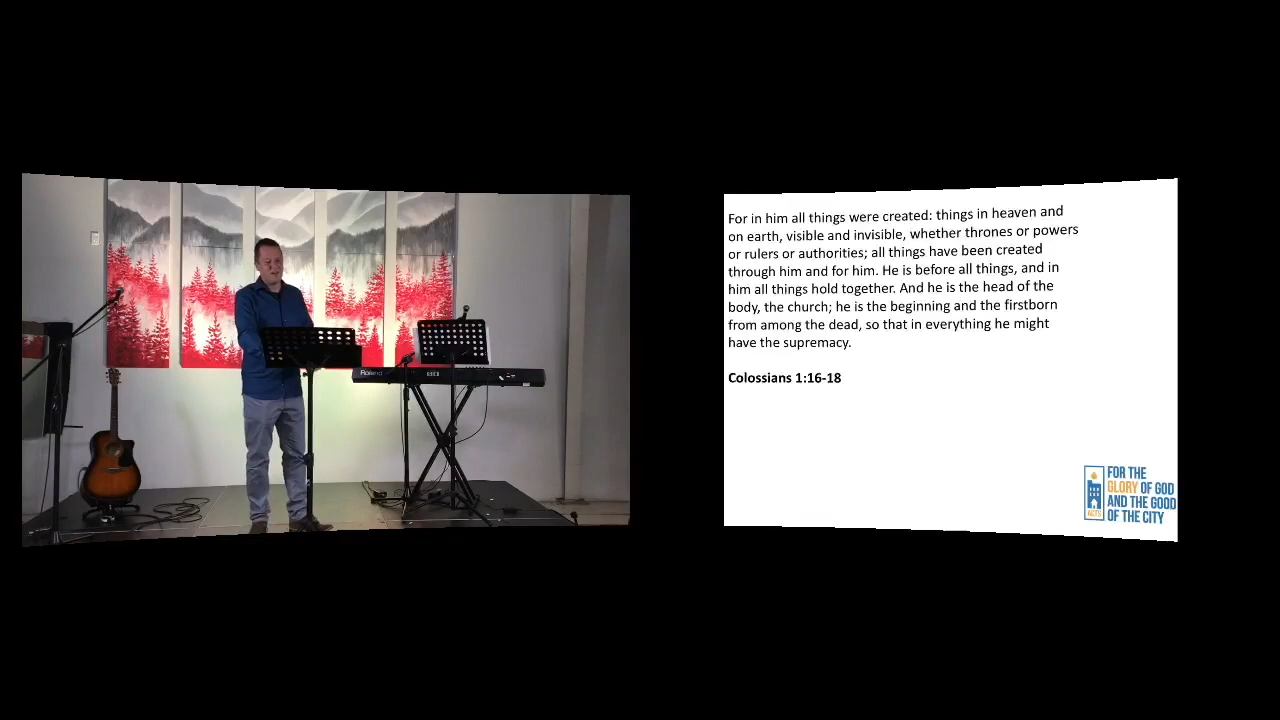 For in him all things were created: things in heaven and
on earth, visible and invisible, whether thrones or powers
or rulers or authorities; all things have been created
through him and for him. He is before all things, and in
him all things hold together. And he is the head of the
body, the church; he is the beginning and the firstborn
from among the dead, so that in everything he might
have the supremacy.
Colossians 1:16-18
FOR THE
GLORY OF GOD
AND THE GOOD
OF THE CITY
ACTS
Roland